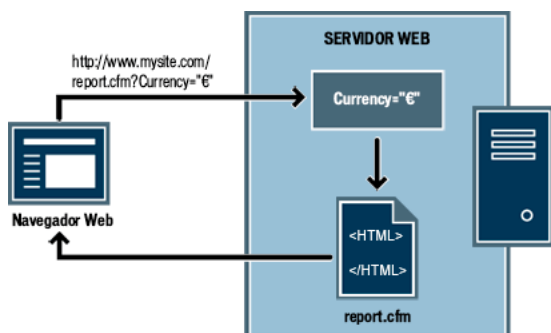 SERVIDOR WEB
http://www.mysite.com/
report.cfm?Currency="€"
Currency="€"
Navegador Web
<HTML>
</HTML>
report.cfm